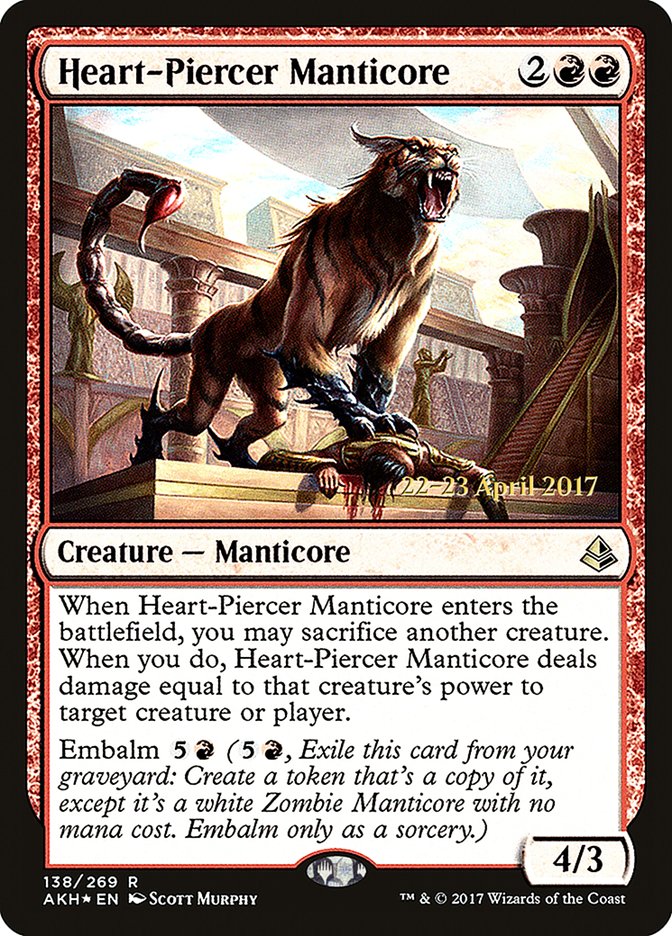 Heart-Piercer Manticore 2
22–23 April 2017
Creature — Manticore
When Heart-Piercer Manticore enters the
battlefield, you may sacrifice another creature.
When you do, Heart-Piercer Manticore deals
damage equal to that creature's power to
target creature or player.
Embalm 5 (5, Exile this card from your
graveyard: Create a token that's a copy of it,
except it's a white Zombie Manticore with no
mana cost. Embalm only as a sorcery.)
4/3
138/269 R
AKH★EN Scott Murphy
™ & © 2017 Wizards of the Coast